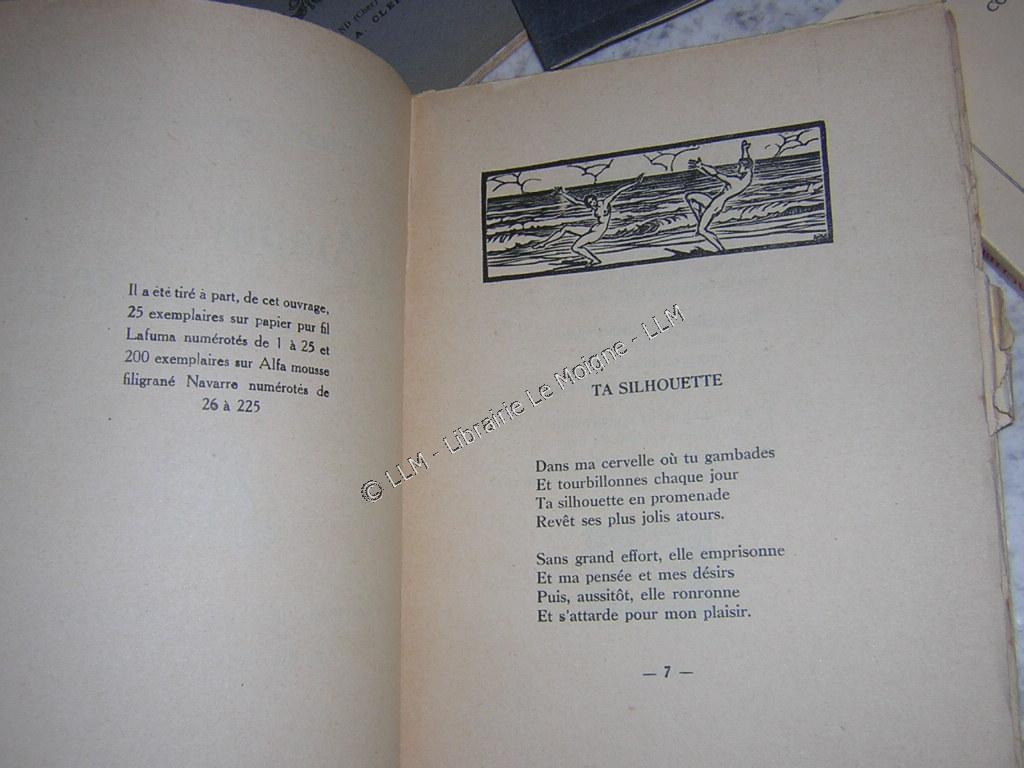 ND (Cher)
A. CLER
CO
Il a été tiré à part, de cet ouvrage,
25 exemplaires sur papier pur fil
Lafuma numérotés de 1 à 25 et
200 exemplaires sur Alfa mousse
filigrané Navarre numérotés de
26 à 225
© LLM - Librairie Le Moigne - LLM
TA SILHOUETTE
Dans ma cervelle où tu gambades
Et tourbillonnes chaque jour
Ta silhouette en promenade
Revêt ses plus jolis atours.
Sans grand effort, elle emprisonne
Et ma pensée et mes désirs
Puis, aussitôt, elle ronronne
Et s'attarde pour mon plaisir.
— 7 —